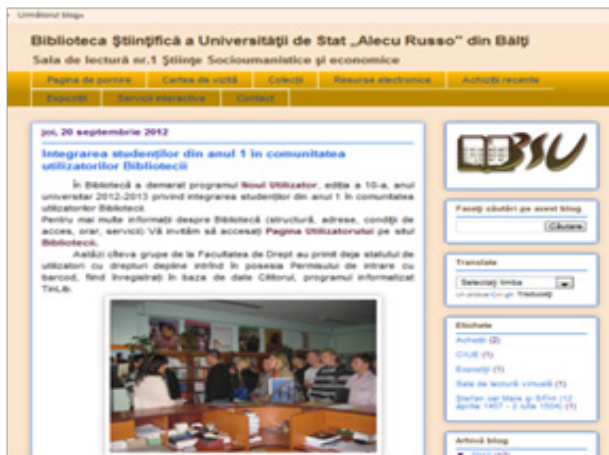 Următorul blog»
Biblioteca Ştiinţifică a Universităţii de Stat „Alecu Russo" din Bălţi
Sala de lectură nr.1 Ştiinţe Socioumanistice şi economice
Pagina de pornire Cartea de vizită Colecţii Resurse electronice Achiziţii recente
Expoziţii Servicii interactive Contact
joi, 20 septembrie 2012
Integrarea studenţilor din anul 1 în comunitatea
utilizatorilor Bibliotecii
În Bibliotecă a demarat programul Noul Utilizator, ediţia a 10-a, anul
universitar 2012-2013 privind integrarea studenţilor din anul 1 în comunitatea
utilizatorilor Bibliotecii.
Pentru mai multe informaţii despre Bibliotecă (structură, adrese, condiţii de
acces, orar, servicii) Vă invităm să accesaţi Pagina Utilizatorului pe situl
Bibliotecii.
Astăzi cîteva grupe de la Facultatea de Drept au primit deja statutul de
utilizatori cu drepturi depline intrînd în posesia Permisului de intrare cu
barcod, fiind înregistraţi în baza de date Cititorul, programul informatizat
TinLib.
BSU
Faceţi căutări pe acest blog
Căutare
Translate
Selectaţi limba
Traduceţi
Etichete
Achiziţii (2)
CIUE (1)
Expoziţii (1)
Sala de lectură virtuală (1)
Ştefan cel Mare şi Sfînt (12
aprilie 1457 - 2 iulie 1504) (1)
Arhivă blog